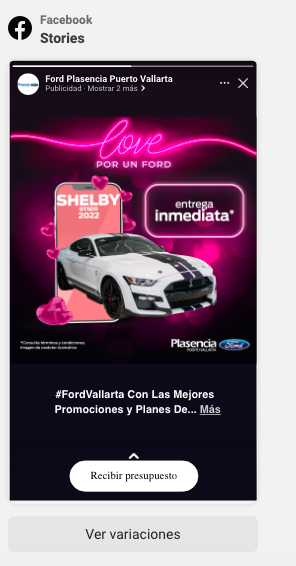 Facebook
Stories
Ford Plasencia Puerto Vallarta
Publicidad · Mostrar 2 más
love
POR UN FORD
SHELBY
GT500
2022
entrega
inmediata*
*Consulta términos y condiciones.
Imagen de carácter ilustrativo
Plasencia Ford
PUERTO VALLARTA
#FordVallarta Con Las Mejores
Promociones y Planes De... Más
Recibir presupuesto
Ver variaciones